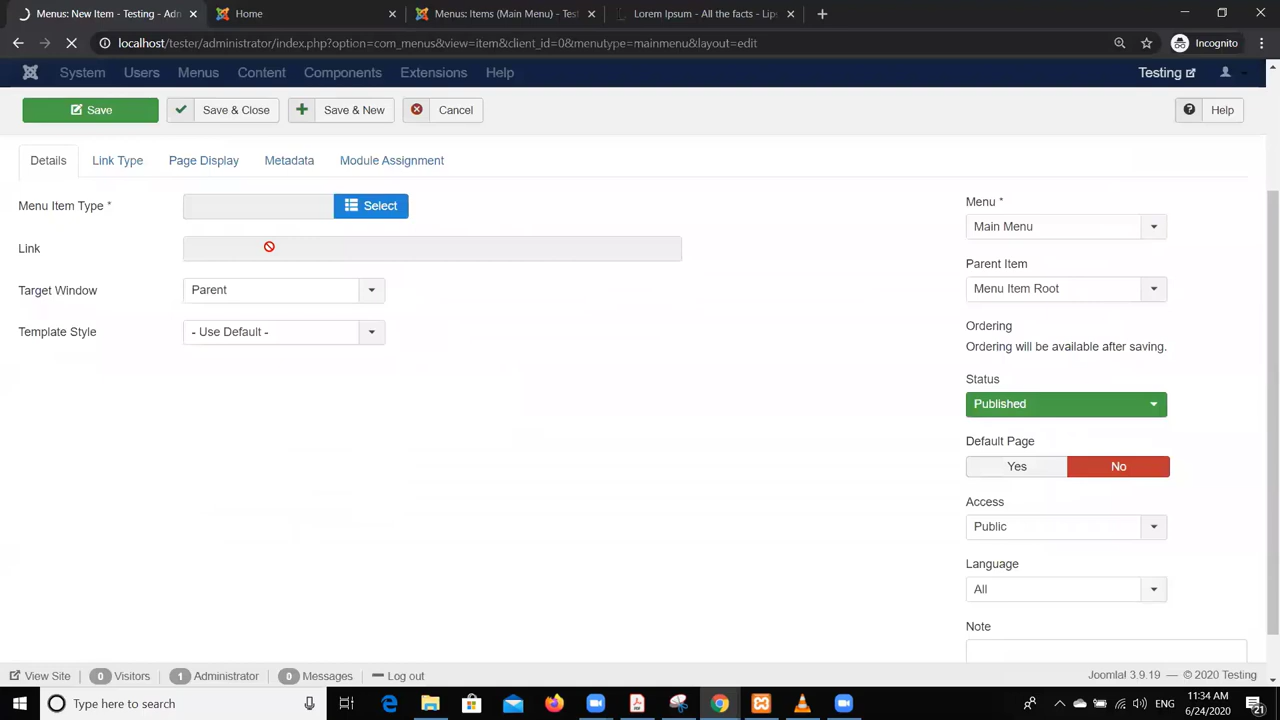 Menus: New Item - Testing - Adm
Home
Menus: Items (Main Menu) - Test
Lorem Ipsum - All the facts - Lips
localhost/tester/administrator/index.php?option=com_menus&view=item&client_id=0&menutype=mainmenu&layout=edit
Incognito
System
Users
Menus
Content
Components
Extensions
Help
Testing
Save
Save & Close
Save & New
Cancel
Help
Details
Link Type
Page Display
Metadata
Module Assignment
Menu Item Type *
Select
Link
Target Window
Parent
Template Style
- Use Default -
Menu *
Main Menu
Parent Item
Menu Item Root
Ordering
Ordering will be available after saving.
Status
Published
Default Page
Yes
No
Access
Public
Language
All
Note
View Site
0 Visitors
1 Administrator
0 Messages
Log out
Joomla! 3.9.19 — © 2020 Testing
Type here to search
ENG
11:34 AM
6/24/2020
21